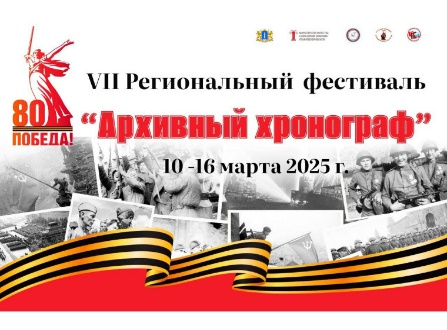 VII Региональный фестиваль
80
ПОБЕДА!
“Архивный хронограф”
10 -16 марта 2025 г.